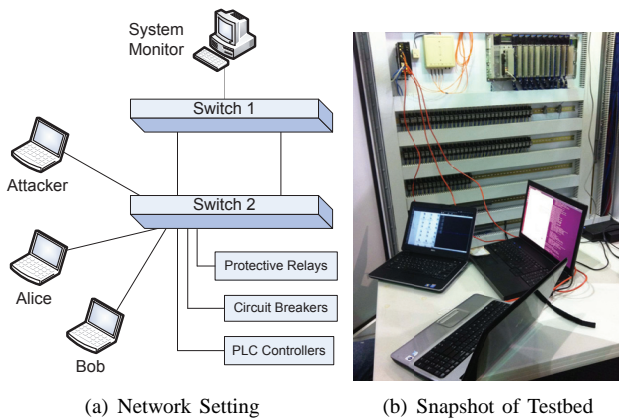 System
Monitor
Switch 1
Attacker
Switch 2
Protective Relays
Alice
Circuit Breakers
PLC Controllers
Bob
(a) Network Setting
(b) Snapshot of Testbed